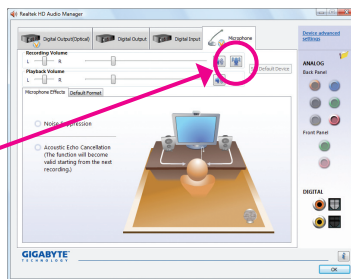 Realtek HD Audio Manager
Digital Output(Optical) Digital Output Digital Input Microphone
Device advanced
settings
Recording Volume
L R
Playback Volume
L R
Default Device
Microphone Effects Default Format
Noise Suppression
Acoustic Echo Cancellation
(The function will become
valid starting from the next
recording.)
ANALOG
Back Panel
Front Panel
DIGITAL
GIGABYTE
TECHNOLOGY
OK